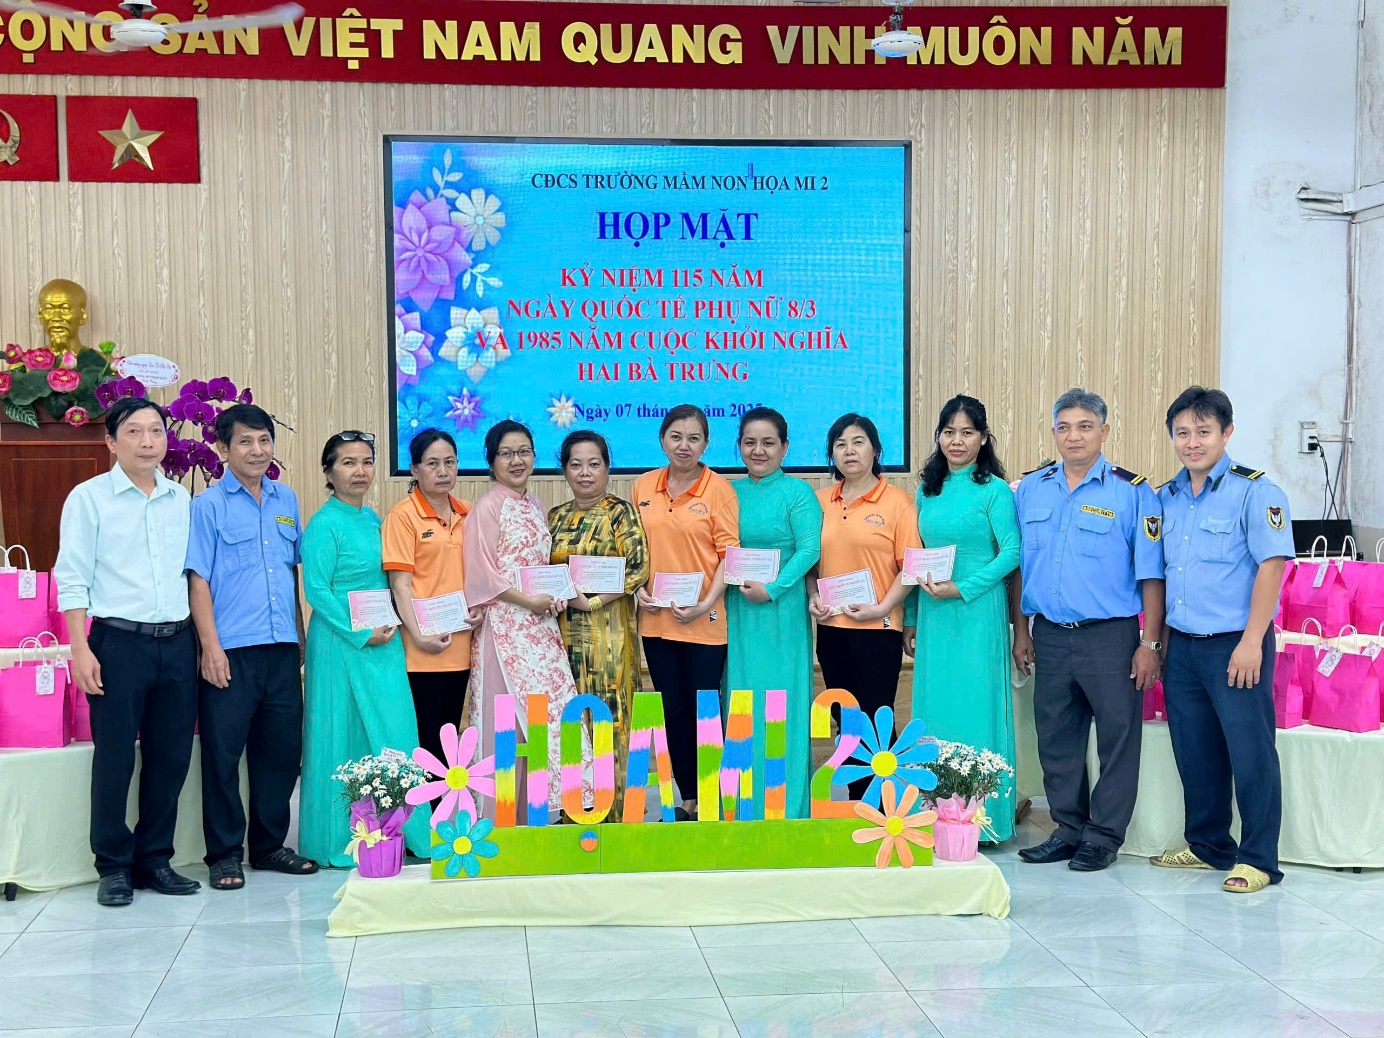 CỘNG SẢN VIỆT NAM QUANG VINH MUÔN NĂM
CĐCS TRƯỜNG MẦM NON HỌA MI 2
HỌP MẶT
KỶ NIỆM 115 NĂM
NGÀY QUỐC TẾ PHỤ NỮ 8/3
VÀ 1985 NĂM CUỘC KHỞI NGHĨA
HAI BÀ TRƯNG
Ngày 07 năm 2025
HỌA MI 2